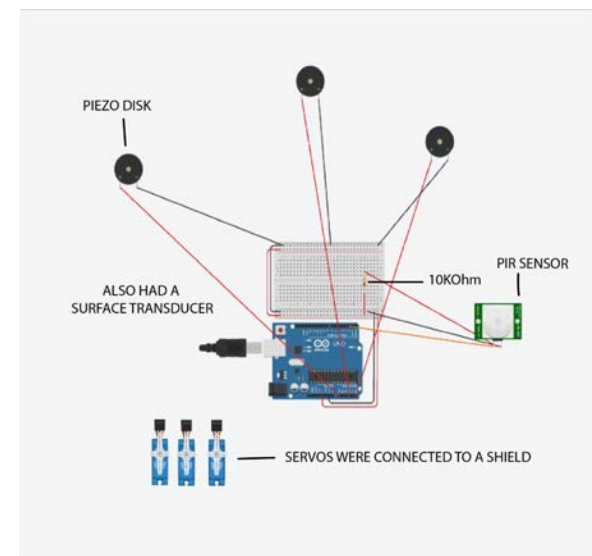 PIEZO DISK
PIR SENSOR
10KOhm
ALSO HAD A
SURFACE TRANSDUCER
SERVOS WERE CONNECTED TO A SHIELD